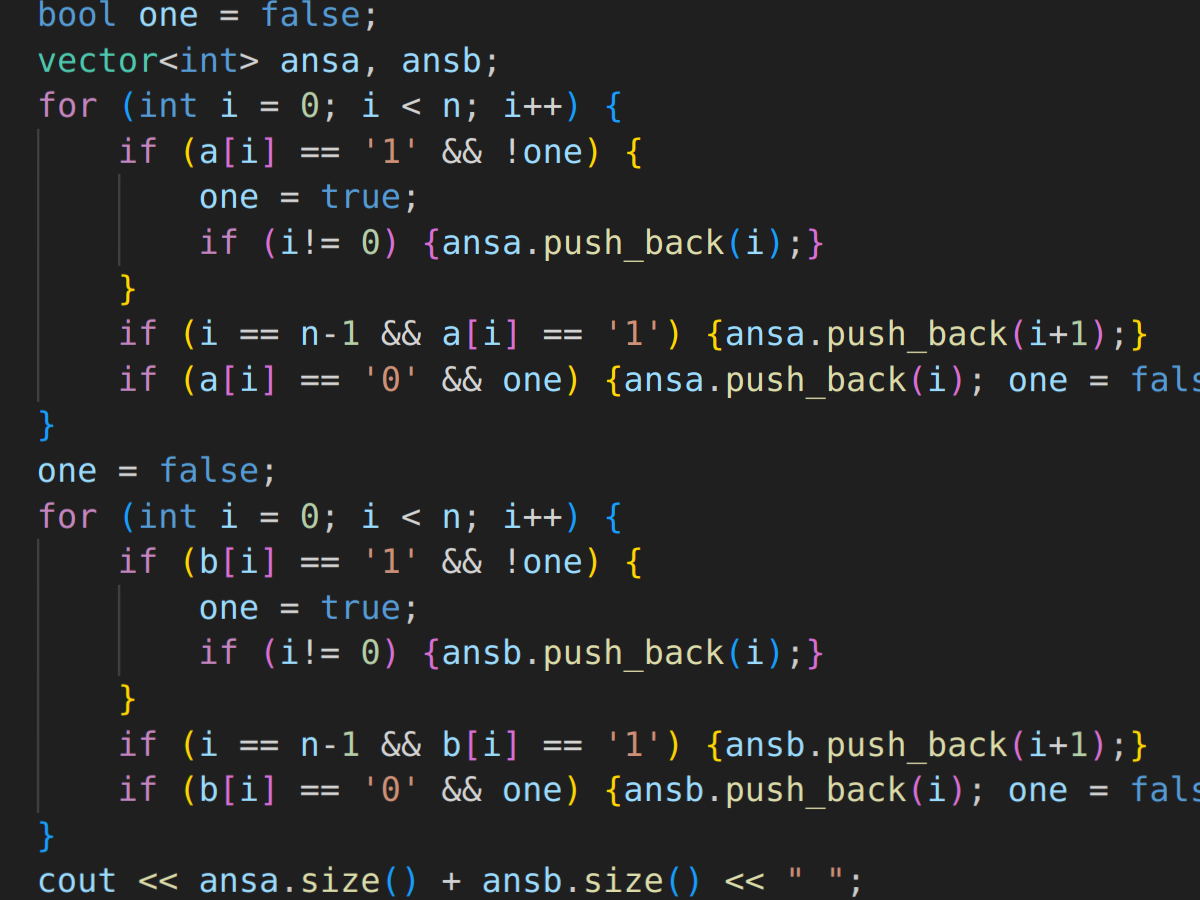 bool one = false;
vector<int> ansa, ansb;
for (int i = 0; i < n; i++) {
    if (a[i] == '1' && !one) {
        one = true;
        if (i!= 0) {ansa.push_back(i);}
    }
    if (i == n-1 && a[i] == '1') {ansa.push_back(i+1);}
    if (a[i] == '0' && one) {ansa.push_back(i); one = fals
}
one = false;
for (int i = 0; i < n; i++) {
    if (b[i] == '1' && !one) {
        one = true;
        if (i!= 0) {ansb.push_back(i);}
    }
    if (i == n-1 && b[i] == '1') {ansb.push_back(i+1);}
    if (b[i] == '0' && one) {ansb.push_back(i); one = fals
}
cout << ansa.size() + ansb.size() << " ";